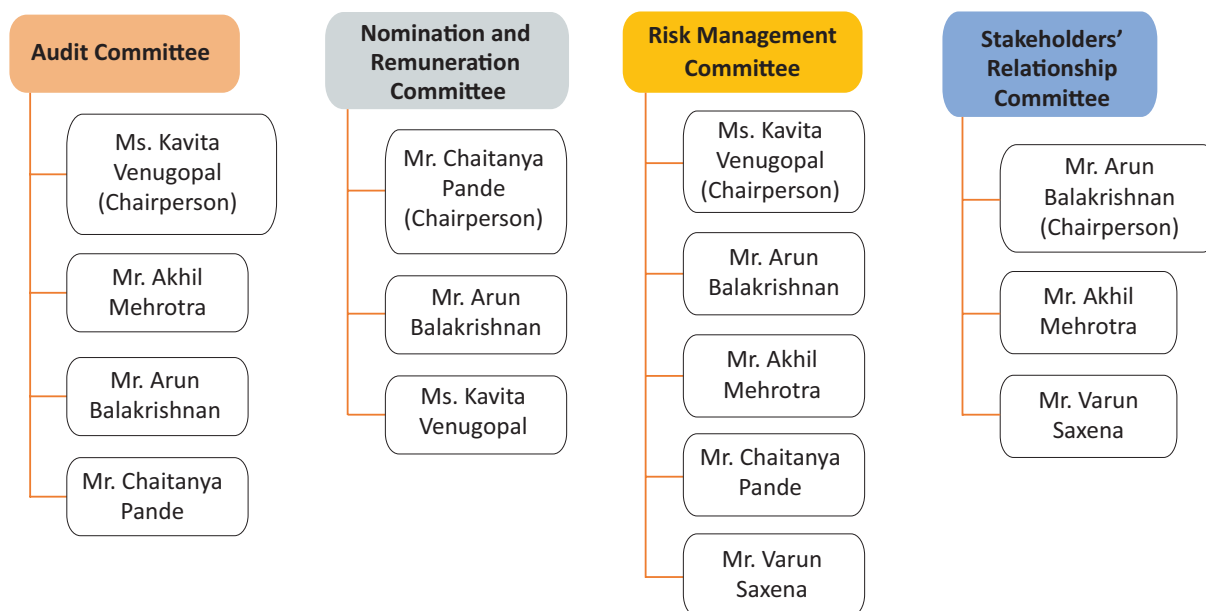 Audit Committee
Ms. Kavita
Venugopal
(Chairperson)
Mr. Akhil
Mehrotra
Mr. Arun
Balakrishnan
Mr. Chaitanya
Pande
Nomination and
Remuneration
Committee
Mr. Chaitanya
Pande
(Chairperson)
Mr. Arun
Balakrishnan
Ms. Kavita
Venugopal
Risk Management
Committee
Ms. Kavita
Venugopal
(Chairperson)
Mr. Arun
Balakrishnan
Mr. Akhil
Mehrotra
Mr. Chaitanya
Pande
Mr. Varun
Saxena
Stakeholders’
Relationship
Committee
Mr. Arun
Balakrishnan
(Chairperson)
Mr. Akhil
Mehrotra
Mr. Varun
Saxena